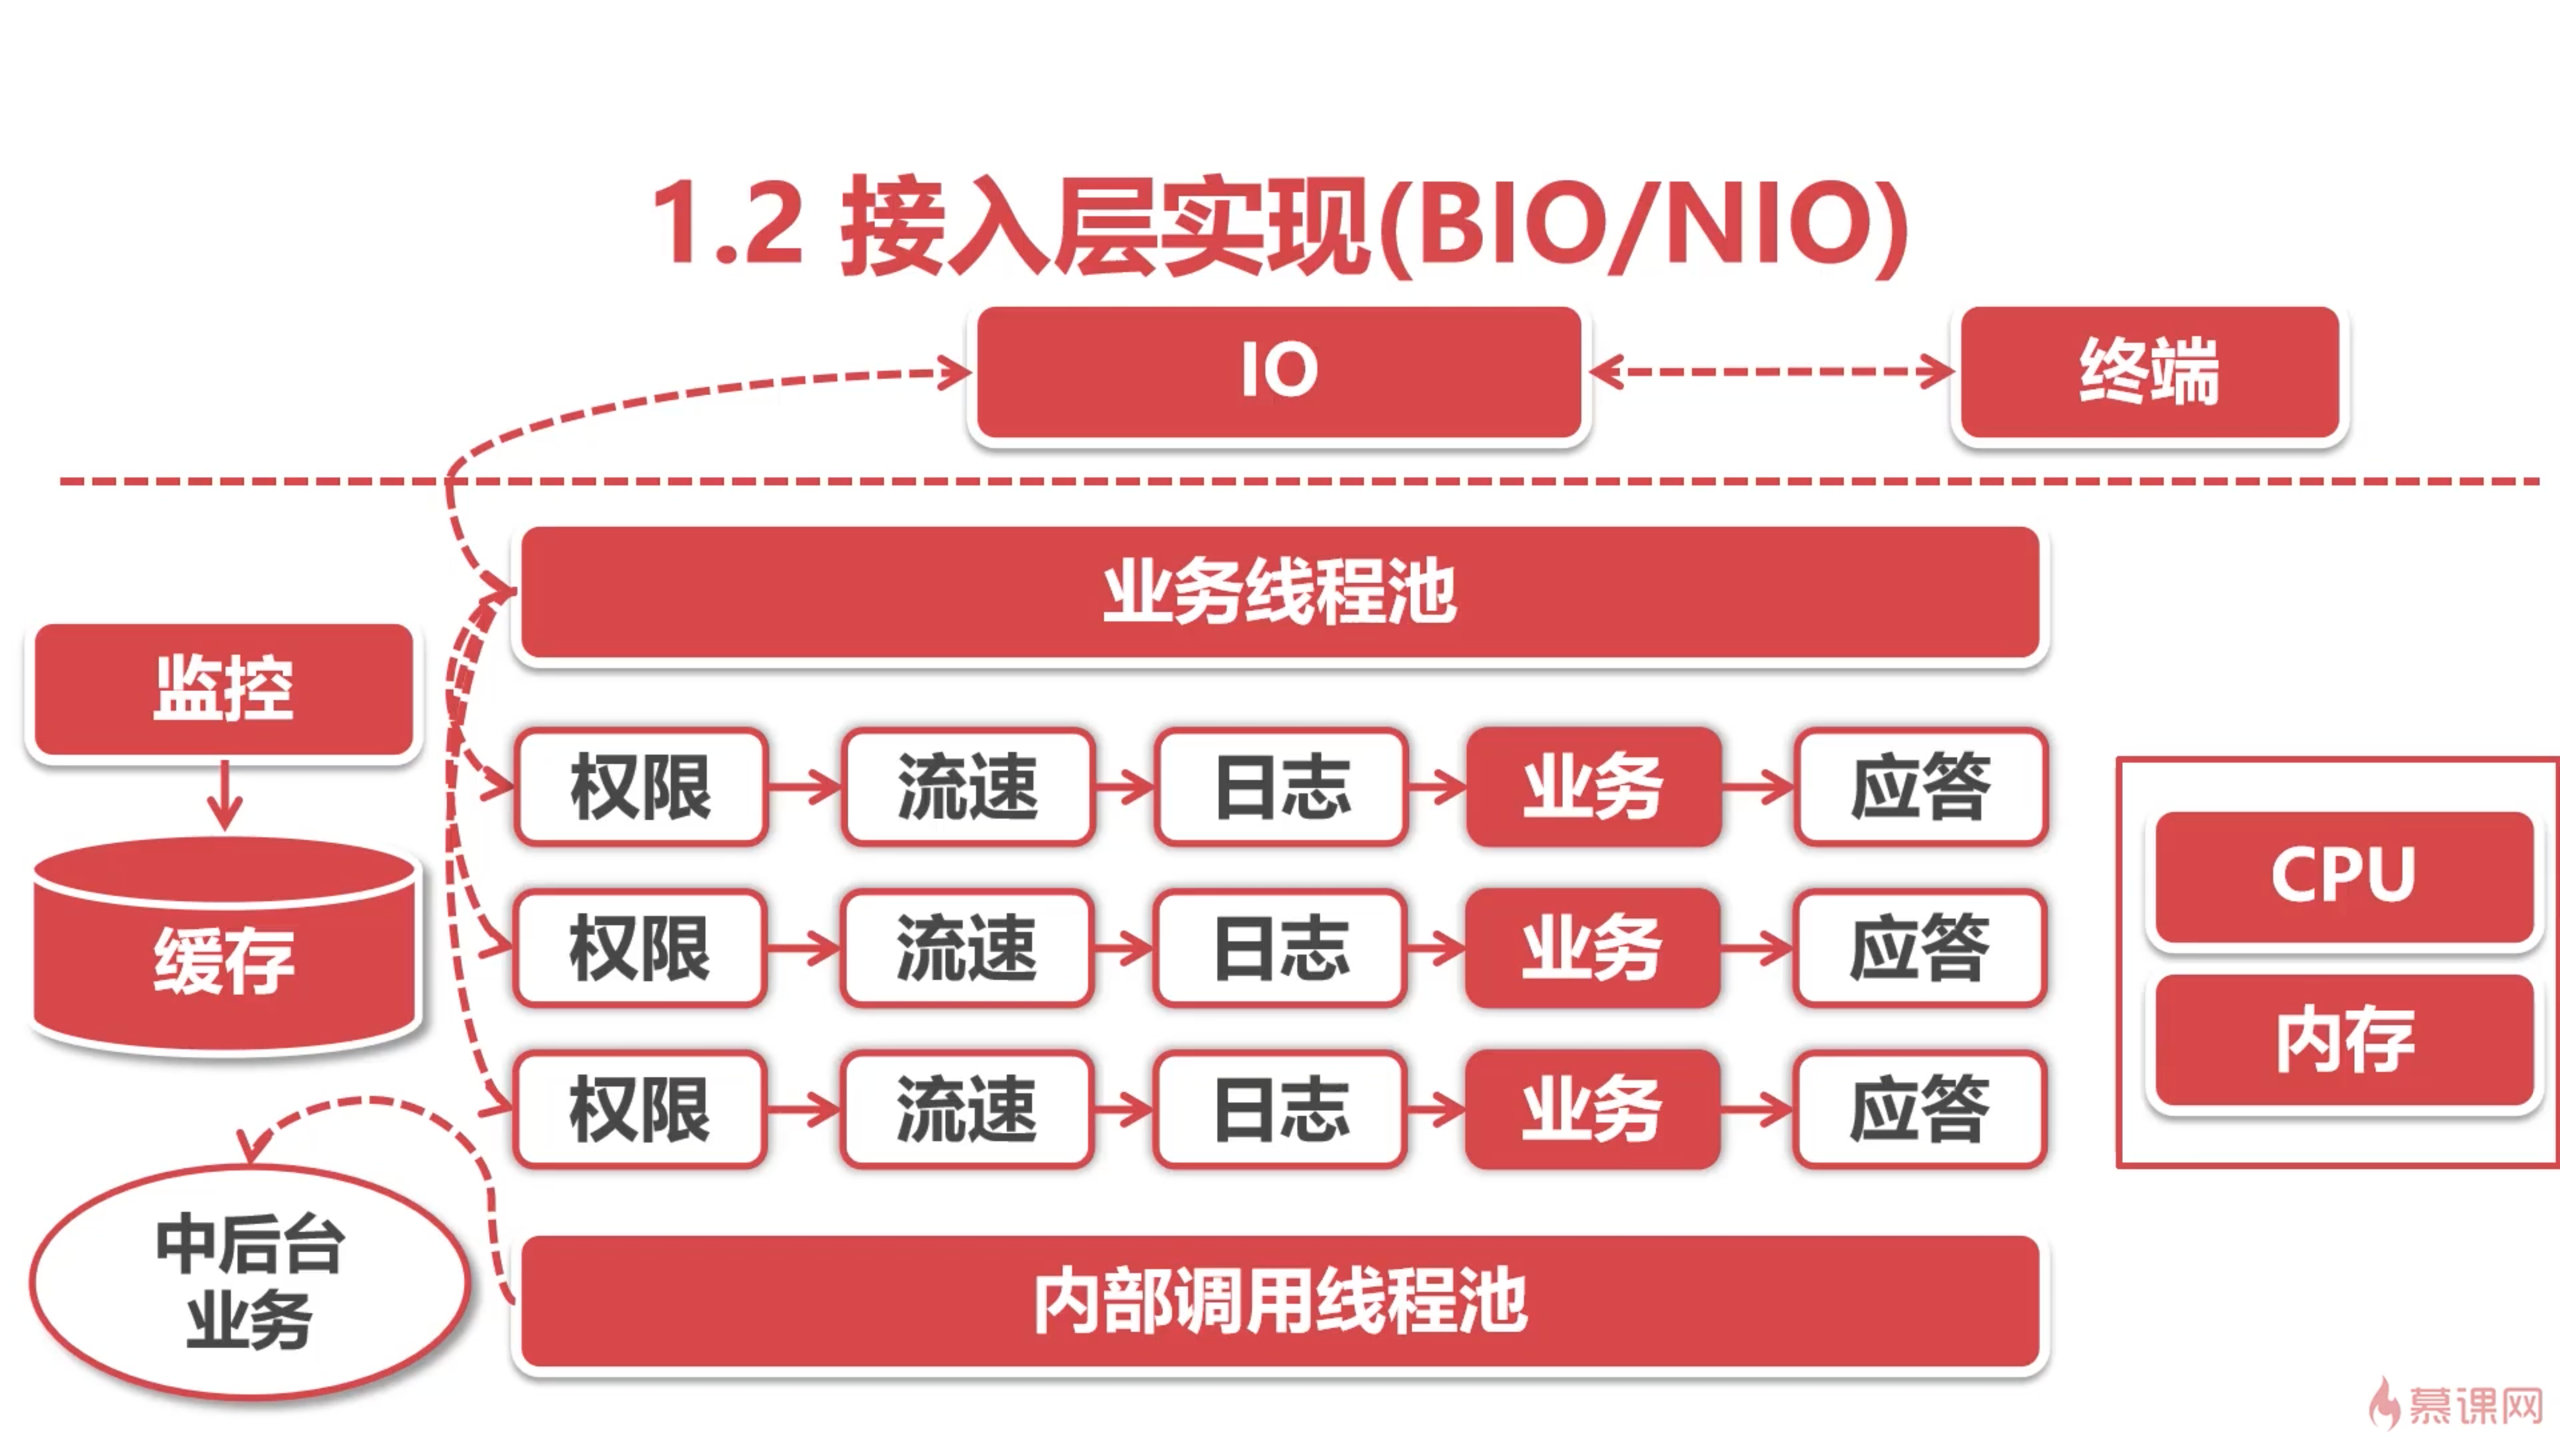 1.2 接入层实现(BIO/NIO)
IO
终端
业务线程池
监控
权限
流速
日志
业务
应答
缓存
权限
流速
日志
业务
应答
CPU
内存
权限
流速
日志
业务
应答
中后台
业务
内部调用线程池
慕课网